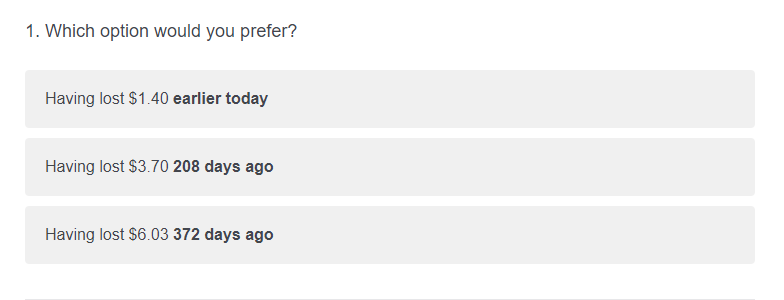 1. Which option would you prefer?
Having lost $1.40 earlier today
Having lost $3.70 208 days ago
Having lost $6.03 372 days ago